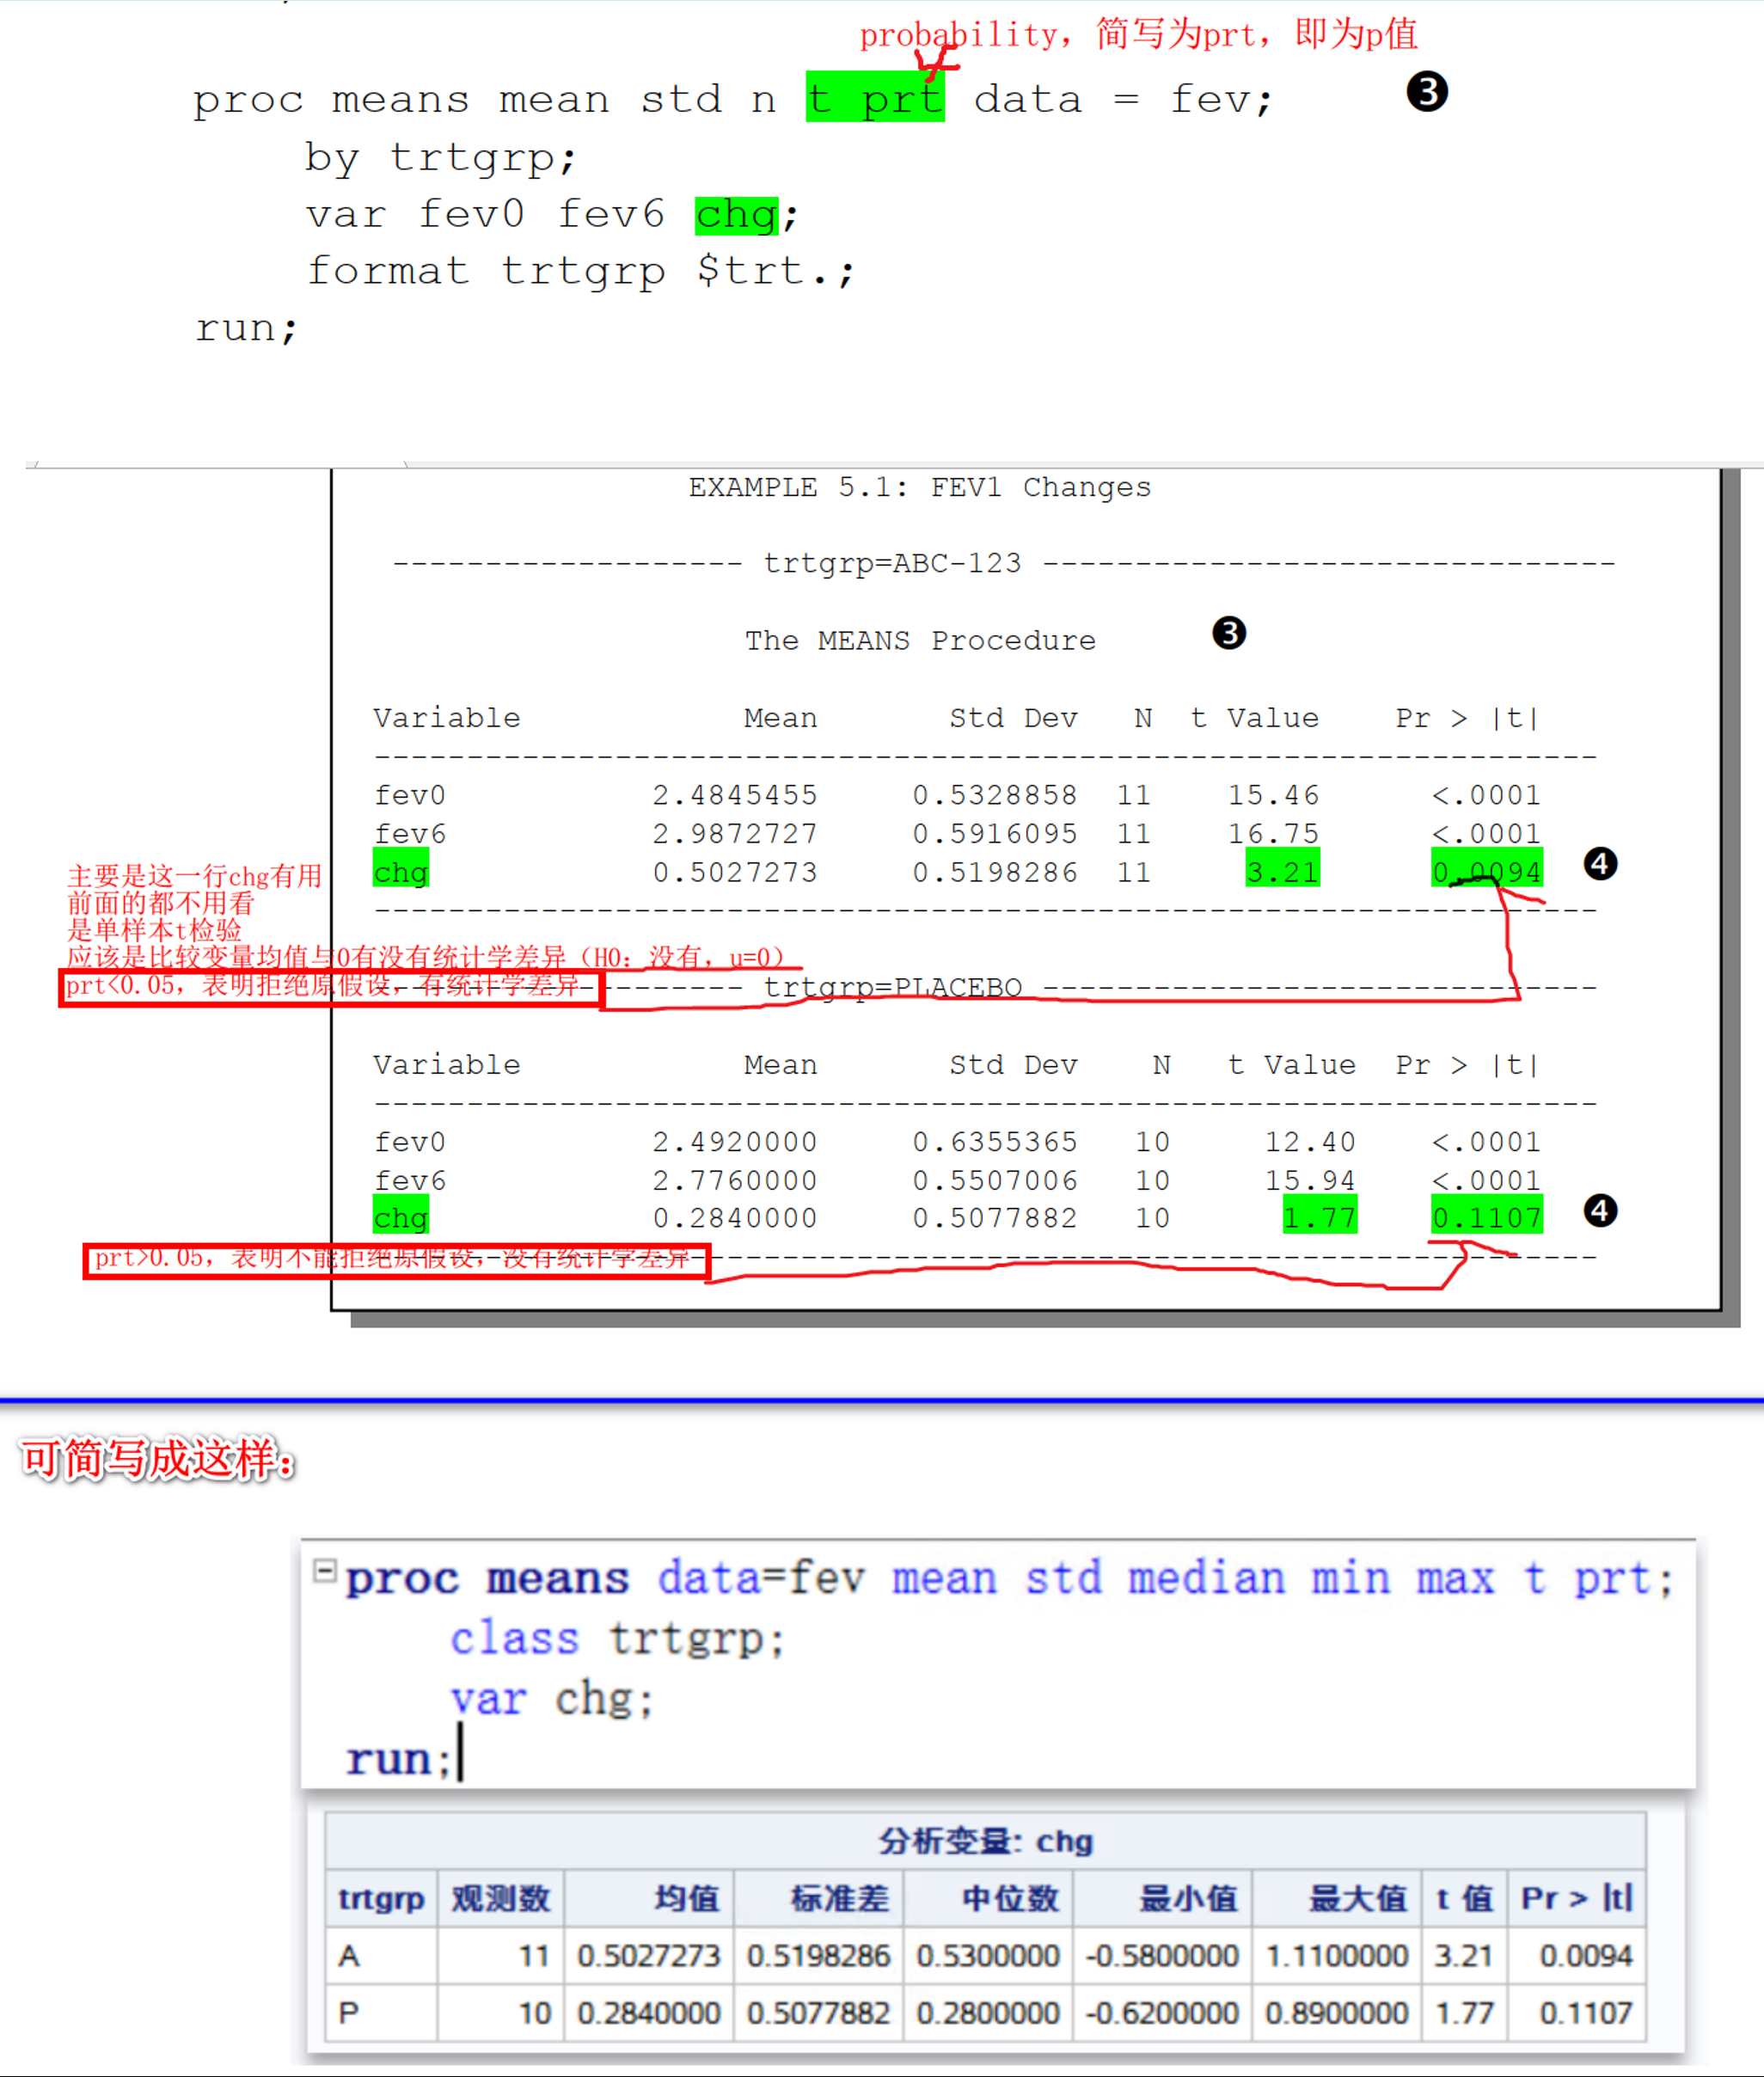 probability，简写为prt，即为p值
proc means mean std n t prt data = fev; ❸
by trtgrp;
var fev0 fev6 chg;
format trtgrp $trt.;
run;
EXAMPLE 5.1: FEV1 Changes
------------------- trtgrp=ABC-123 -------------------------------
The MEANS Procedure ❸
Variable Mean Std Dev N t Value Pr > |t|
------------------------------------------------------------------
fev0 2.4845455 0.5328858 11 15.46 <.0001
fev6 2.9872727 0.5916095 11 16.75 <.0001
chg 0.5027273 0.5198286 11 3.21 0.0094 ❹
------------------------------------------------------------------
主要是这一行chg有用
前面的都不用看
是单样本t检验
应该是比较变量均值与0有没有统计学差异（H0：没有，u=0）
prt<0.05，表明拒绝原假设，有统计学差异
------------------- trtgrp=PLACEBO ------------------------------
Variable Mean Std Dev N t Value Pr > |t|
------------------------------------------------------------------
fev0 2.4920000 0.6355365 10 12.40 <.0001
fev6 2.7760000 0.5507006 10 15.94 <.0001
chg 0.2840000 0.5077882 10 1.77 0.1107 ❹
------------------------------------------------------------------
prt>0.05，表明不能拒绝原假设，没有统计学差异
可简写成这样：
proc means data=fev mean std median min max t prt;
class trtgrp;
var chg;
run;
分析变量: chg
trtgrp 观测数 均值 标准差 中位数 最小值 最大值 t 值 Pr > |t|
A 11 0.5027273 0.5198286 0.5300000 -0.5800000 1.1100000 3.21 0.0094
P 10 0.2840000 0.5077882 0.2800000 -0.6200000 0.8900000 1.77 0.1107